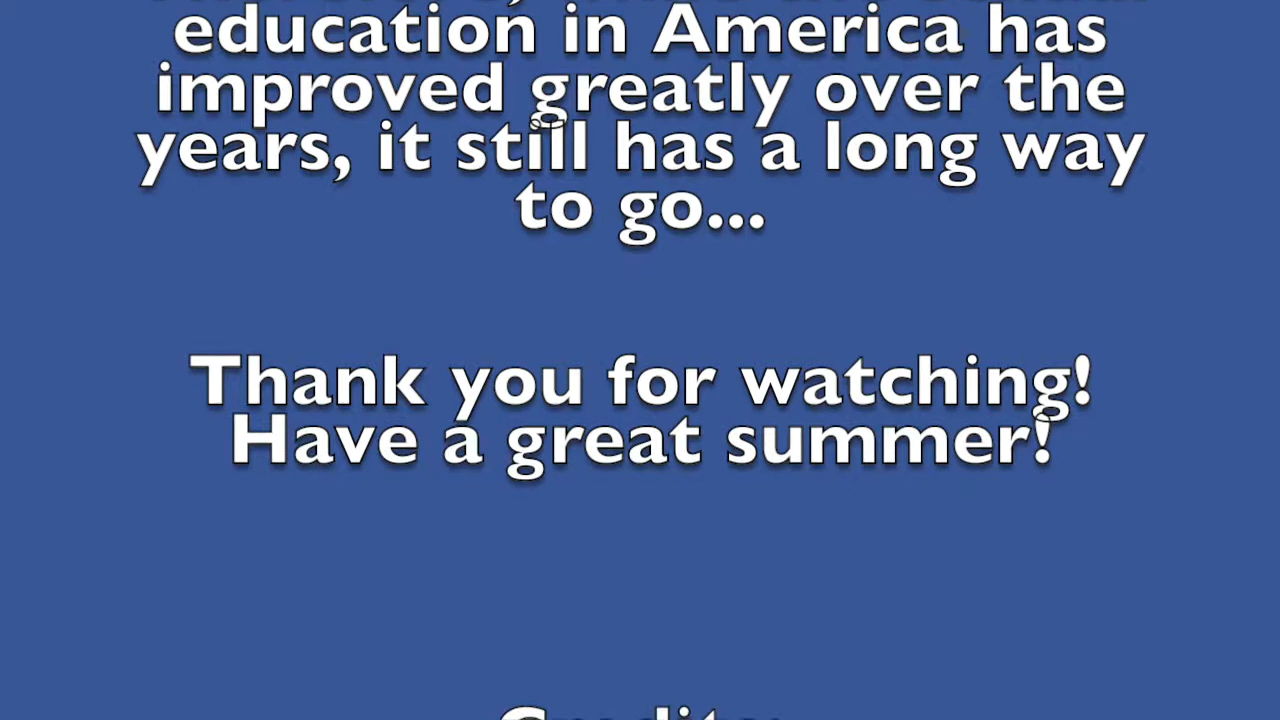 education in America has
improved greatly over the
years, it still has a long way
to go...
Thank you for watching!
Have a great summer!